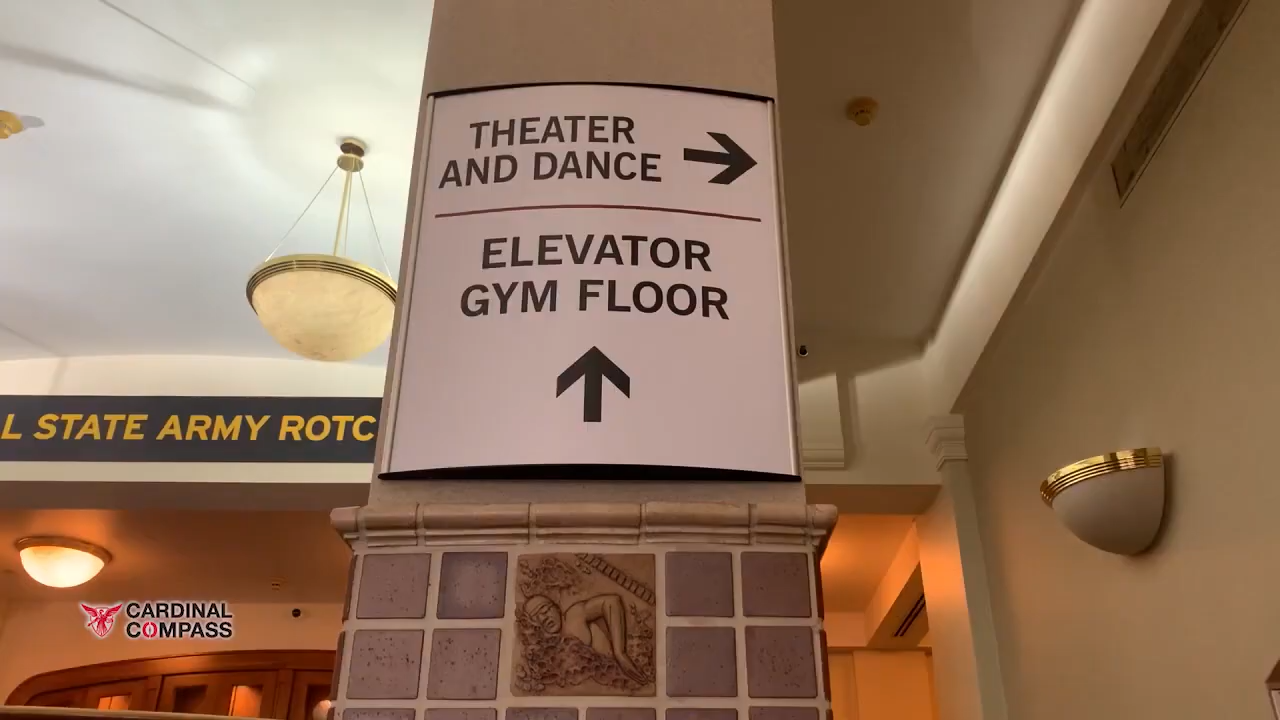 THEATER
AND DANCE
ELEVATOR
GYM FLOOR
L STATE ARMY ROTC
CARDINAL
COMPASS